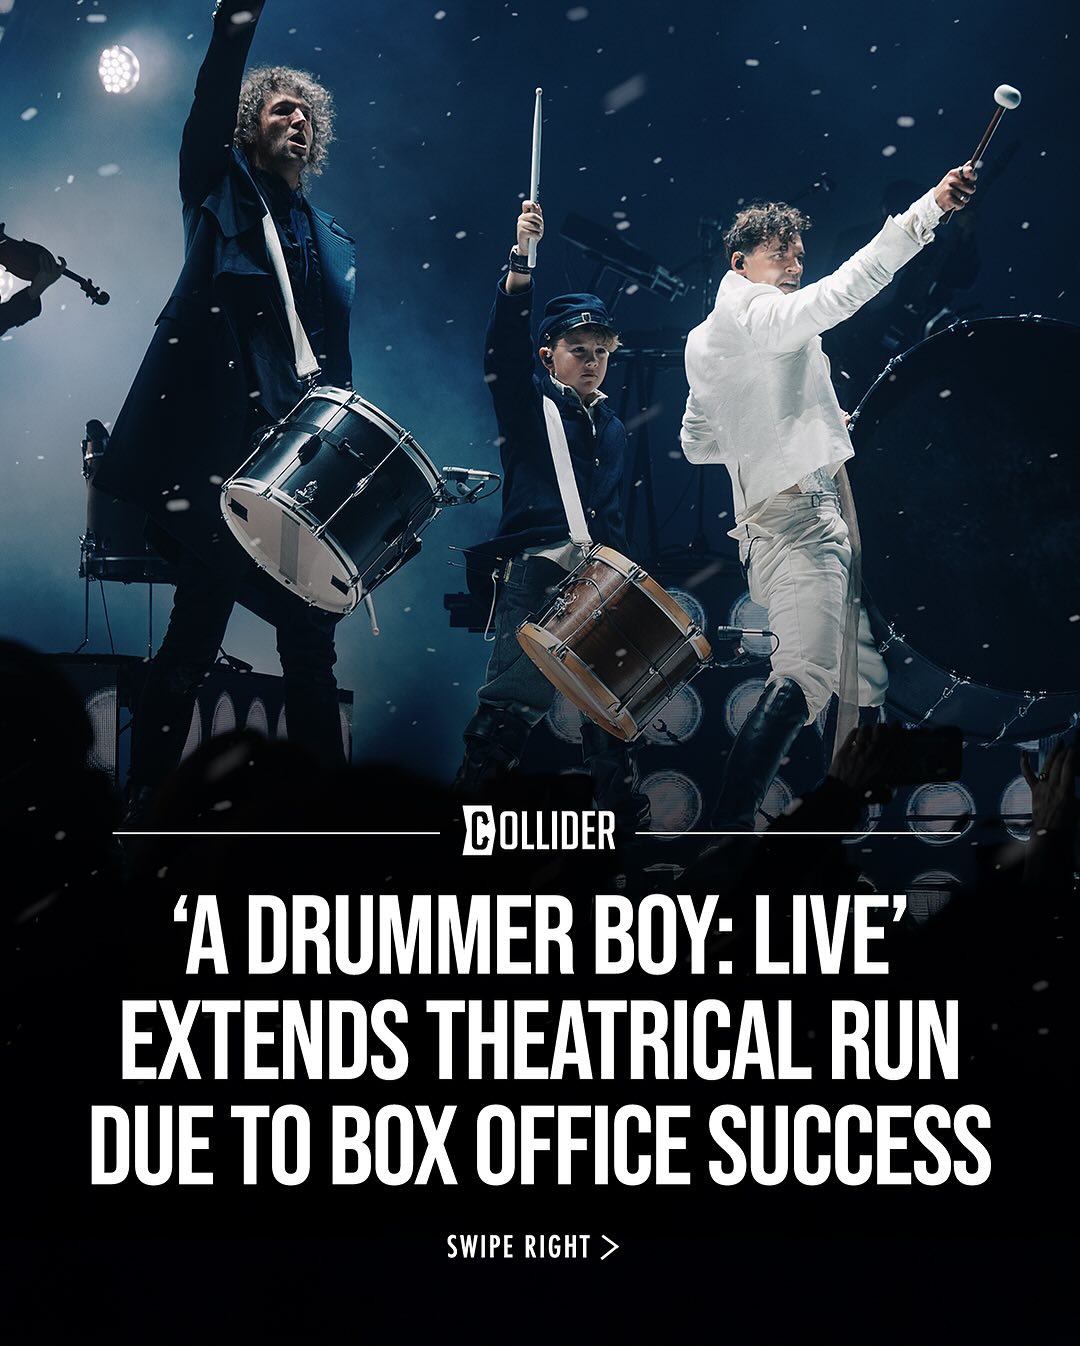 COLLIDER
‘A DRUMMER BOY: LIVE’
EXTENDS THEATRICAL RUN
DUE TO BOX OFFICE SUCCESS
SWIPE RIGHT >